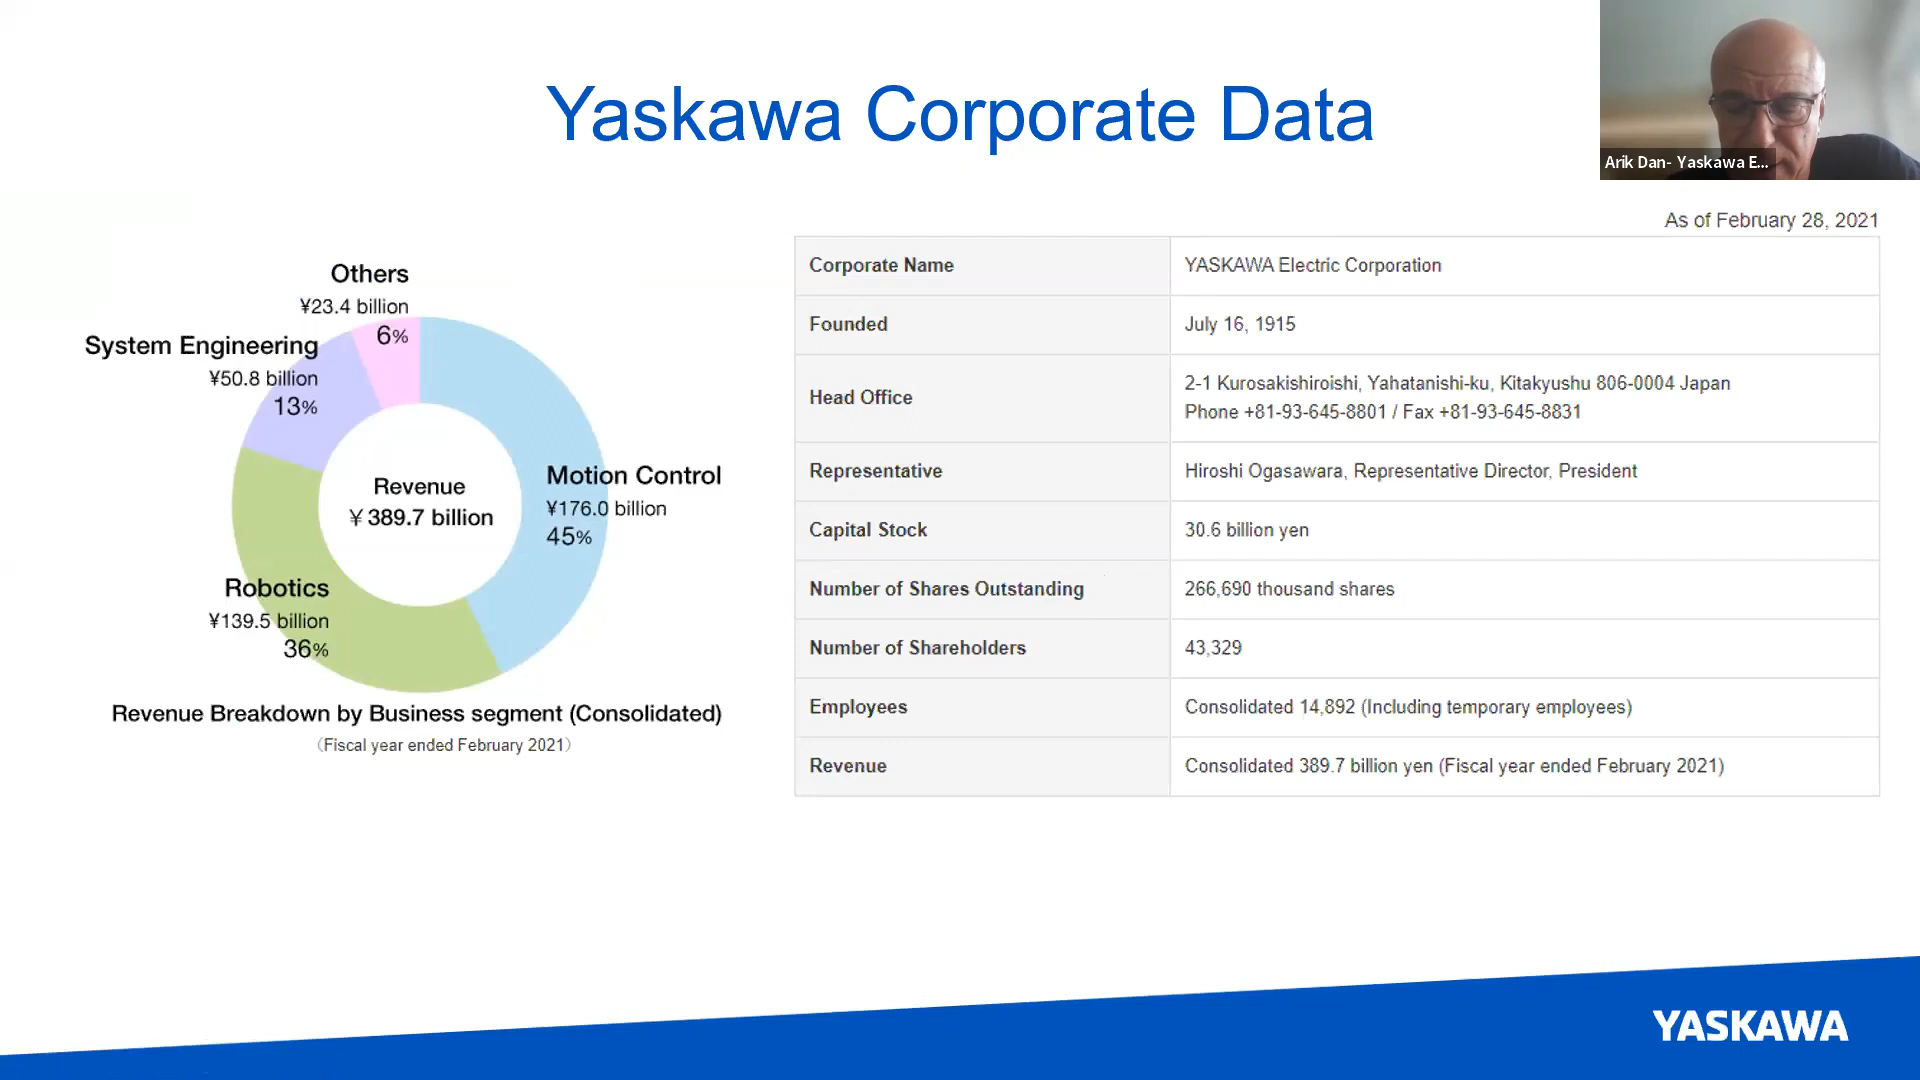 Yaskawa Corporate Data
Arik Dan- Yaskawa E...
As of February 28, 2021
Others
¥23.4 billion
6%
System Engineering
¥50.8 billion
13%
Revenue
¥389.7 billion
Motion Control
¥176.0 billion
45%
Robotics
¥139.5 billion
36%
Revenue Breakdown by Business segment (Consolidated)
(Fiscal year ended February 2021)
Corporate Name
YASKAWA Electric Corporation
Founded
July 16, 1915
Head Office
2-1 Kurosakishiroishi, Yahatanishi-ku, Kitakyushu 806-0004 Japan
Phone +81-93-645-8801 / Fax +81-93-645-8831
Representative
Hiroshi Ogasawara, Representative Director, President
Capital Stock
30.6 billion yen
Number of Shares Outstanding
266,690 thousand shares
Number of Shareholders
43,329
Employees
Consolidated 14,892 (Including temporary employees)
Revenue
Consolidated 389.7 billion yen (Fiscal year ended February 2021)
YASKAWA